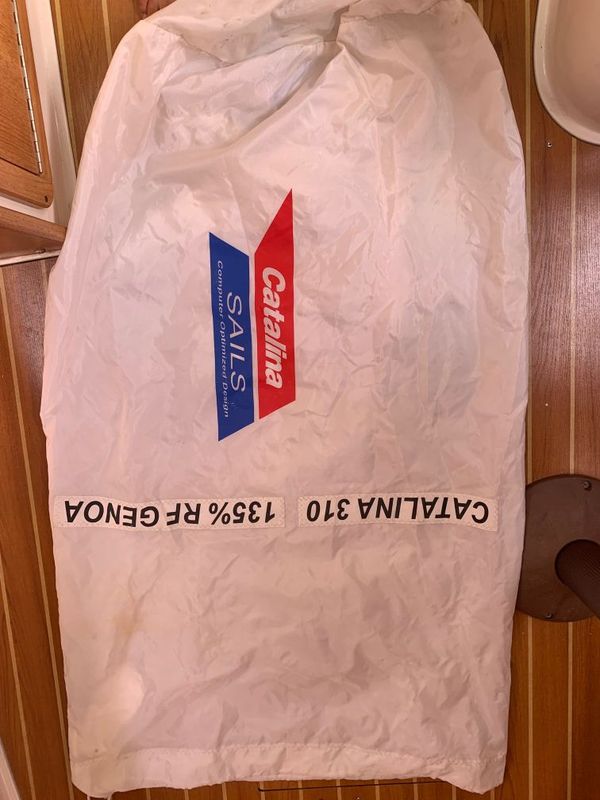 Catalina
SAILS
Computer Optimized Design
CATALINA 310
135% RF GENOA